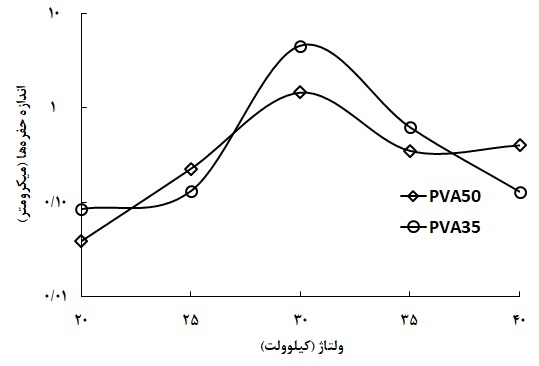 ۱۰
۱
۰/۱۰
۰/۰۱
اندازه حفره‌ها (میکرومتر)
PVA50
PVA35
۲۰ ۲۵ ۳۰ ۳۵ ۴۰
ولتاژ (کیلوولت)